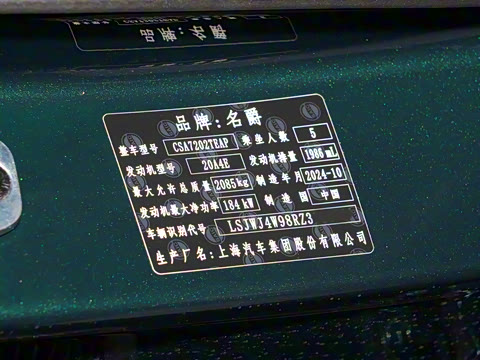 品牌:名爵
整车型号 CSA7202TEAP 乘坐人数 5
发动机型号 20A4E 发动机排量 1986 mL
最大允许总质量 2085kg 制造年月 2024-10
发动机最大净功率 184 kW 制造国 中国
车辆识别代号 LSJWJ4W98RZ3
生产厂名:上海汽车集团股份有限公司